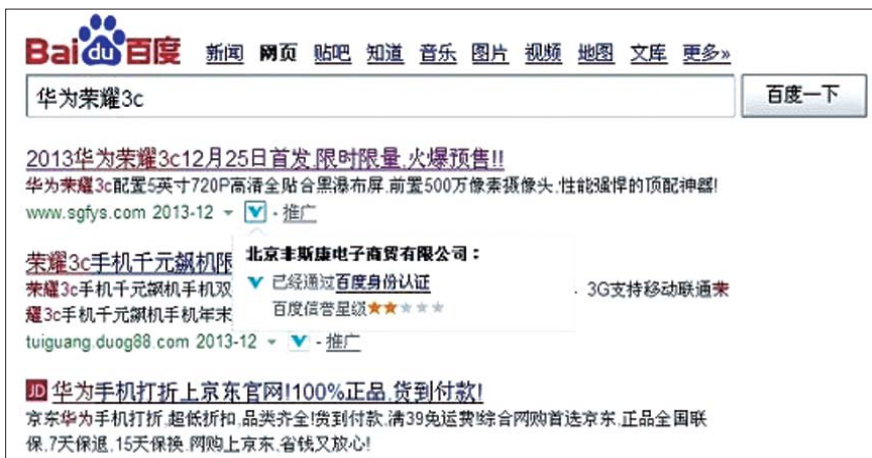 Bai du 百度 新闻 网页 贴吧 知道 音乐 图片 视频 地图 文库 更多»
华为荣耀3c 百度一下
2013华为荣耀3c12月25日首发,限时限量,火爆预售!!
华为荣耀3c配置5英寸720P高清全贴合黑瀑布屏,前置500万像素摄像头,性能强悍的顶配神器!
www.sgfys.com 2013-12 - 推广
北京非斯康电子商贸有限公司：
荣耀3c手机千元飙机限
已经通过百度身份认证
荣耀3c手机千元飙机手机双 3G支持移动联通荣
百度信誉星级★★★★★
耀3c手机千元飙机手机年末
tuiguang.duog88.com 2013-12 - 推广
JD 华为手机打折上京东官网!100%正品,货到付款!
京东华为手机打折,超低折扣,品类齐全!货到付款,满39免运费!综合网购首选京东,正品全国联
保,7天保退,15天保换.网购上京东,省钱又放心!